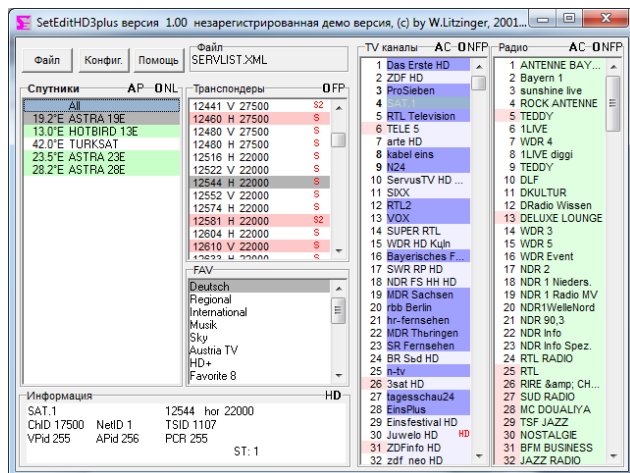 SetEditHD3plus версия 1.00 незарегистрированная демо версия, (c) by W.Litzinger, 2001...
Файл Конфиг. Помощь
Файл
SERVLIST.XML
Спутники AP ONL
All
19.2°E ASTRA 19E
13.0°E HOTBIRD 13E
42.0°E TURKSAT
23.5°E ASTRA 23E
28.2°E ASTRA 28E
Транспондеры OFP
12441 V 27500 S2
12460 H 27500 S
12480 V 27500 S
12480 H 27500 S
12516 H 22000 S
12522 V 22000 S
12544 H 22000 S
12552 V 22000 S
12574 H 22000 S
12581 H 22000 S2
12604 H 22000 S
12610 V 22000 S
12633 H 22000 S
FAV
Deutsch
Regional
International
Musik
Sky
Austria TV
HD+
Favorite 8
Информация HD
SAT.1 12544 hor 22000
ChID 17500 NetID 1 TSID 1107
VPid 255 APid 256 PCR 255
ST: 1
TV каналы AC ONFP
1 Das Erste HD
2 ZDF HD
3 ProSieben
4 SAT.1
5 RTL Television
6 TELE 5
7 arte HD
8 kabel eins
9 N24
10 ServusTV HD ...
11 SIXX
12 RTL2
13 VOX
14 SUPER RTL
15 WDR HD Кцln
16 Bayerisches F...
17 SWR RP HD
18 NDR FS HH HD
19 MDR Sachsen
20 rbb Berlin
21 hr-fernsehen
22 MDR Thьringen
23 SR Fernsehen
24 BR Sьd HD
25 n-tv
26 3sat HD
27 tagesschau24
28 EinsPlus
29 Einsfestival HD
30 Juwelo HD HD
31 ZDFinfo HD
32 zdf_neo HD
Радио AC ONFP
1 ANTENNE BAY...
2 Bayern 1
3 sunshine live
4 ROCK ANTENNE
5 TEDDY
6 1LIVE
7 WDR 4
8 1LIVE diggi
9 TEDDY
10 DLF
11 DKULTUR
12 DRadio Wissen
13 DELUXE LOUNGE
14 WDR 3
15 WDR 5
16 WDR Event
17 NDR 2
18 NDR 1 Nieders.
19 NDR 1 Radio MV
20 NDR1WelleNord
21 NDR 90,3
22 NDR Info
23 NDR Info Spez.
24 RTL RADIO
25 RTL
26 RIRE &amp; CH...
27 SUD RADIO
28 MC DOUALIYA
29 TSF JAZZ
30 NOSTALGIE
31 BFM BUSINESS
32 JAZZ RADIO